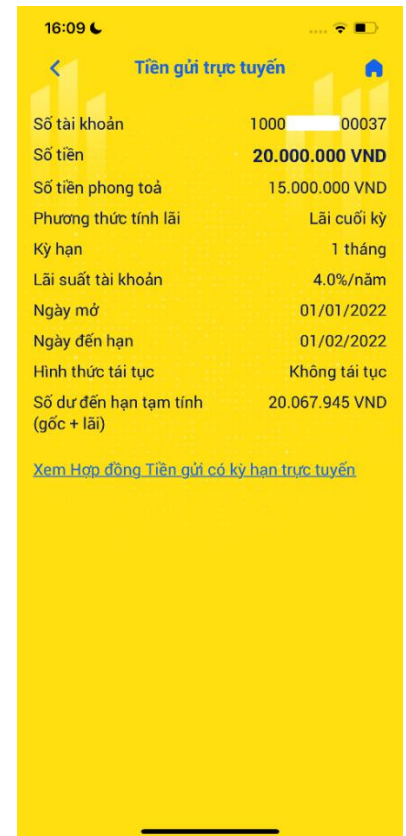 16:09
Tiền gửi trực tuyến
Số tài khoản 1000 00037
Số tiền 20.000.000 VND
Số tiền phong toả 15.000.000 VND
Phương thức tính lãi Lãi cuối kỳ
Kỳ hạn 1 tháng
Lãi suất tài khoản 4.0%/năm
Ngày mở 01/01/2022
Ngày đến hạn 01/02/2022
Hình thức tái tục Không tái tục
Số dư đến hạn tạm tính 20.067.945 VND
(gốc + lãi)
Xem Hợp đồng Tiền gửi có kỳ hạn trực tuyến